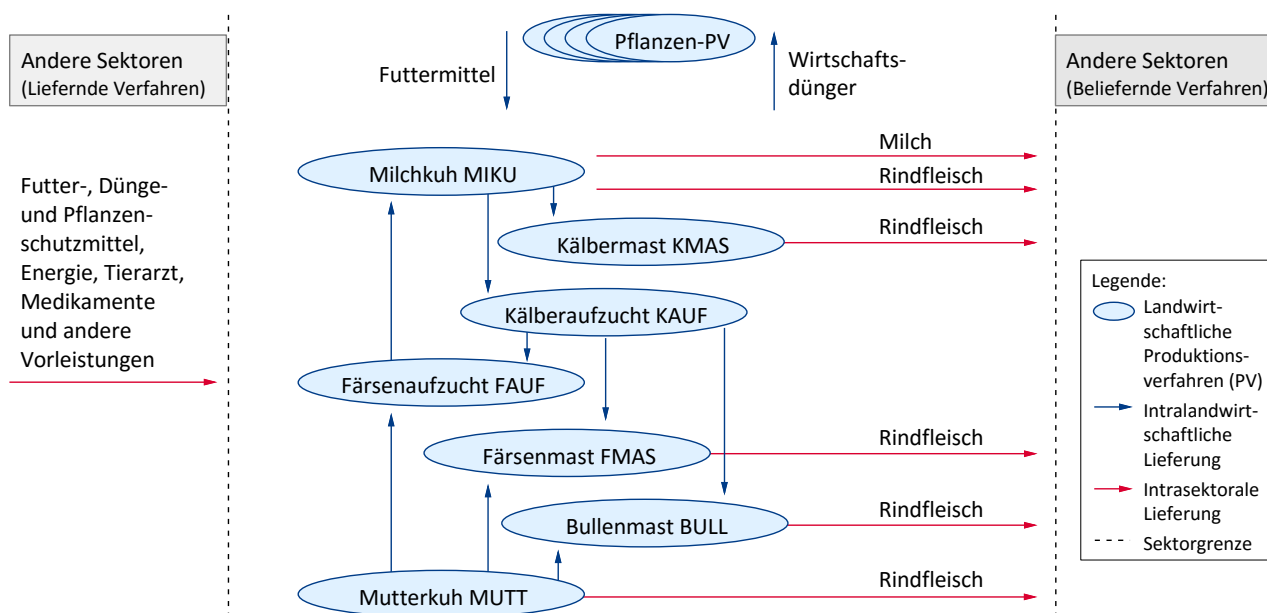 Andere Sektoren
(Liefernde Verfahren)
Futtermittel
Pflanzen-PV
Wirtschafts-
dünger
Andere Sektoren
(Beliefernde Verfahren)
Futter-, Dünge-
und Pflanzen-
schutzmittel,
Energie, Tierarzt,
Medikamente
und andere
Vorleistungen
Milchkuh MIKU
Milch
Rindfleisch
Kälbermast KMAS
Rindfleisch
Kälberaufzucht KAUF
Färsenaufzucht FAUF
Färsenmast FMAS
Rindfleisch
Bullenmast BULL
Rindfleisch
Mutterkuh MUTT
Rindfleisch
Legende:
Landwirt-
schaftliche
Produktions-
verfahren (PV)
Intralandwirt-
schaftliche
Lieferung
Intrasektorale
Lieferung
Sektorgrenze